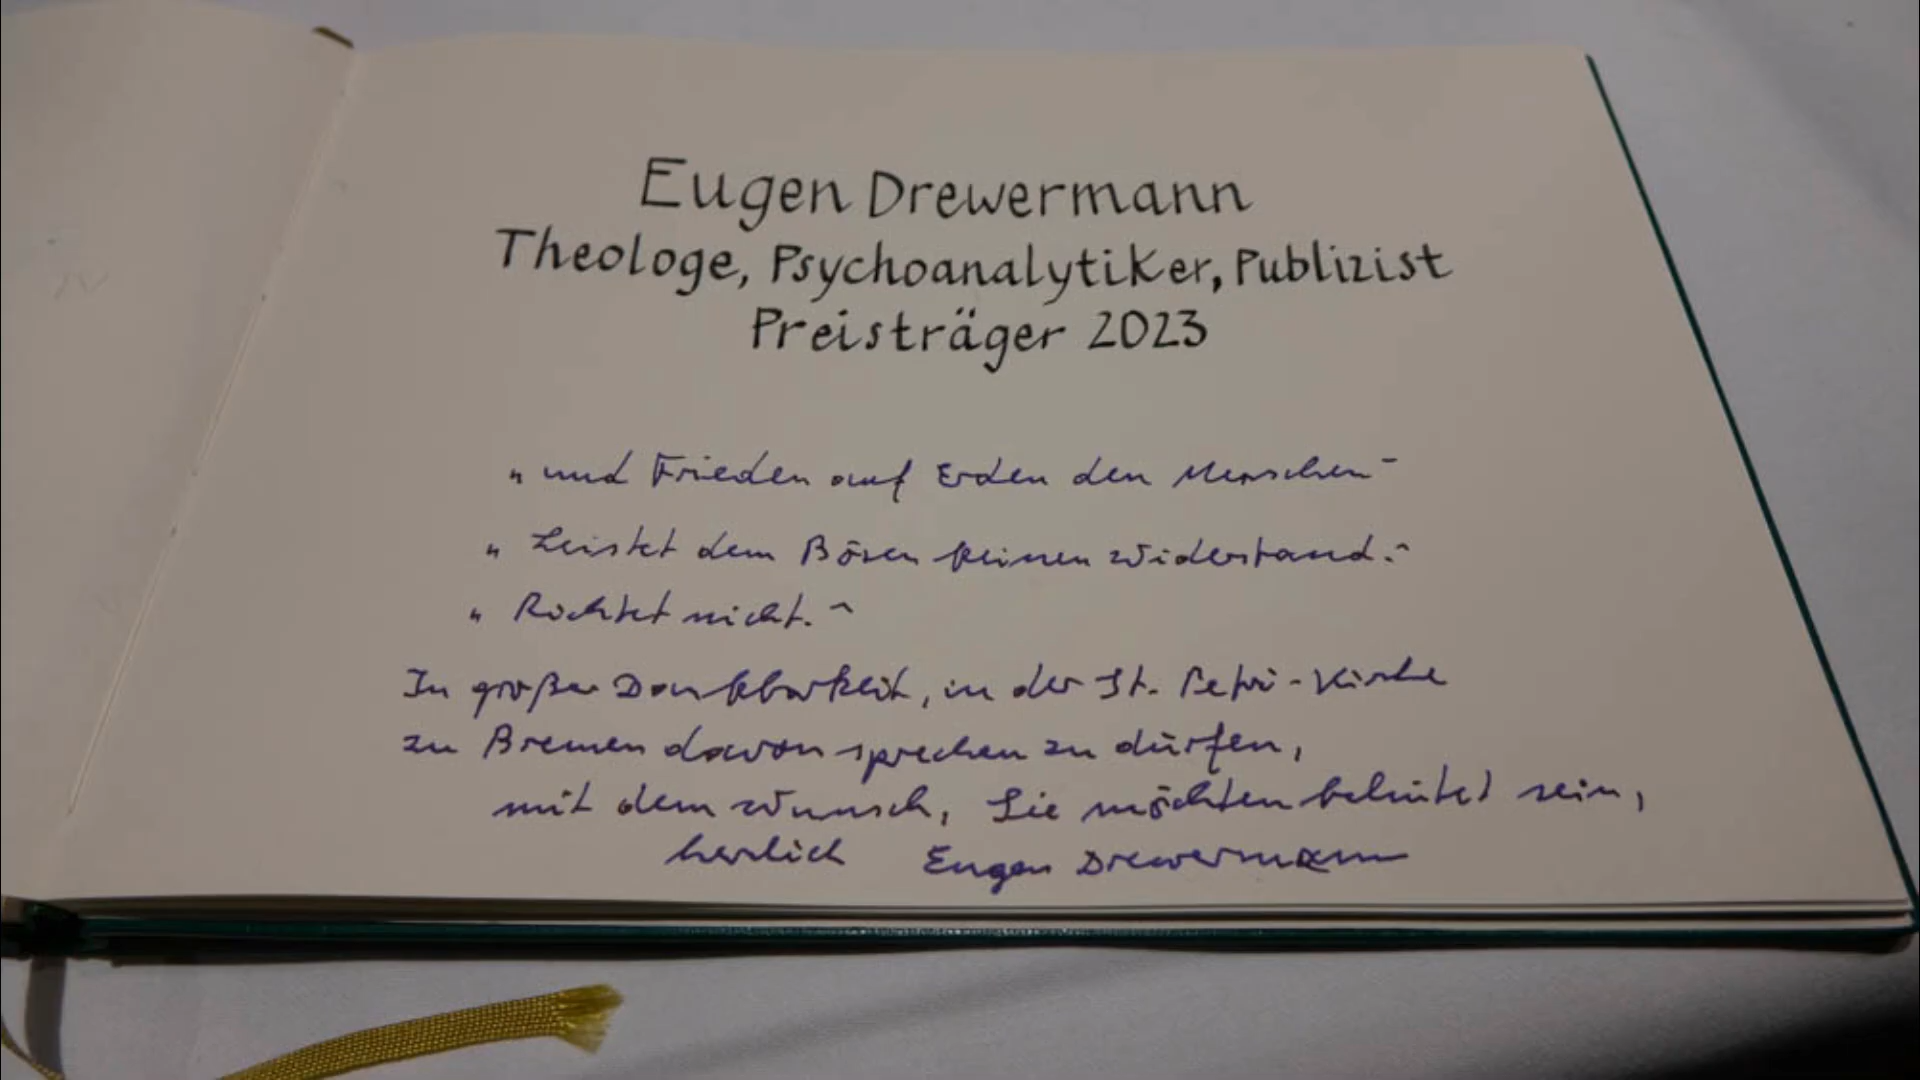 Eugen Drewermann
Theologe, Psychoanalytiker, Publizist
Preisträger 2023
"und Frieden auf Erden den Menschen"
"Leistet dem Bösen keinen Widerstand."
"Richtet nicht."
In großer Dankbarkeit, in der St. Petri-Kirche
zu Bremen davon sprechen zu dürfen,
mit dem Wunsch, Sie möchten behütet sein,
herzlich Eugen Drewermann